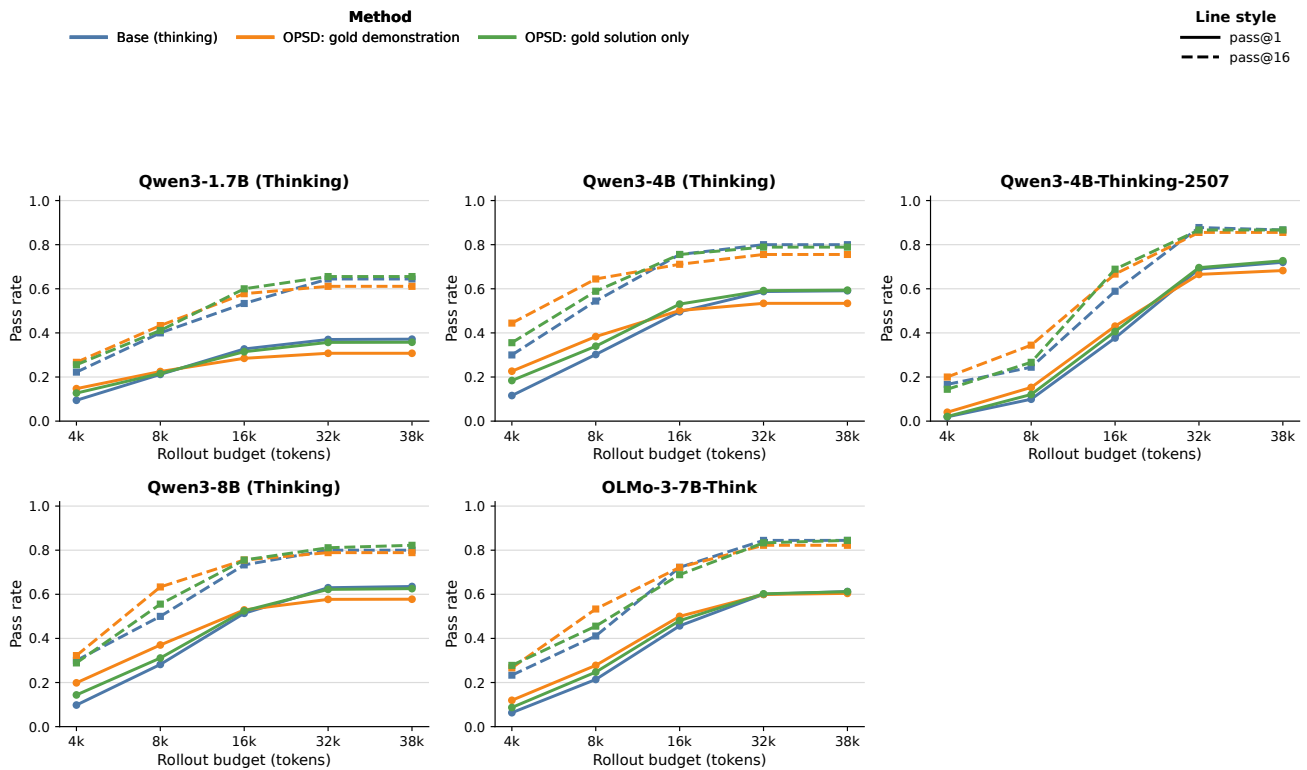 Method
Base (thinking) OPSD: gold demonstration OPSD: gold solution only
Line style
pass@1
pass@16
Qwen3-1.7B (Thinking)
Pass rate
1.0
0.8
0.6
0.4
0.2
0.0
4k 8k 16k 32k 38k
Rollout budget (tokens)
Qwen3-4B (Thinking)
Pass rate
1.0
0.8
0.6
0.4
0.2
0.0
4k 8k 16k 32k 38k
Rollout budget (tokens)
Qwen3-4B-Thinking-2507
Pass rate
1.0
0.8
0.6
0.4
0.2
0.0
4k 8k 16k 32k 38k
Rollout budget (tokens)
Qwen3-8B (Thinking)
Pass rate
1.0
0.8
0.6
0.4
0.2
0.0
4k 8k 16k 32k 38k
Rollout budget (tokens)
OLMo-3-7B-Think
Pass rate
1.0
0.8
0.6
0.4
0.2
0.0
4k 8k 16k 32k 38k
Rollout budget (tokens)